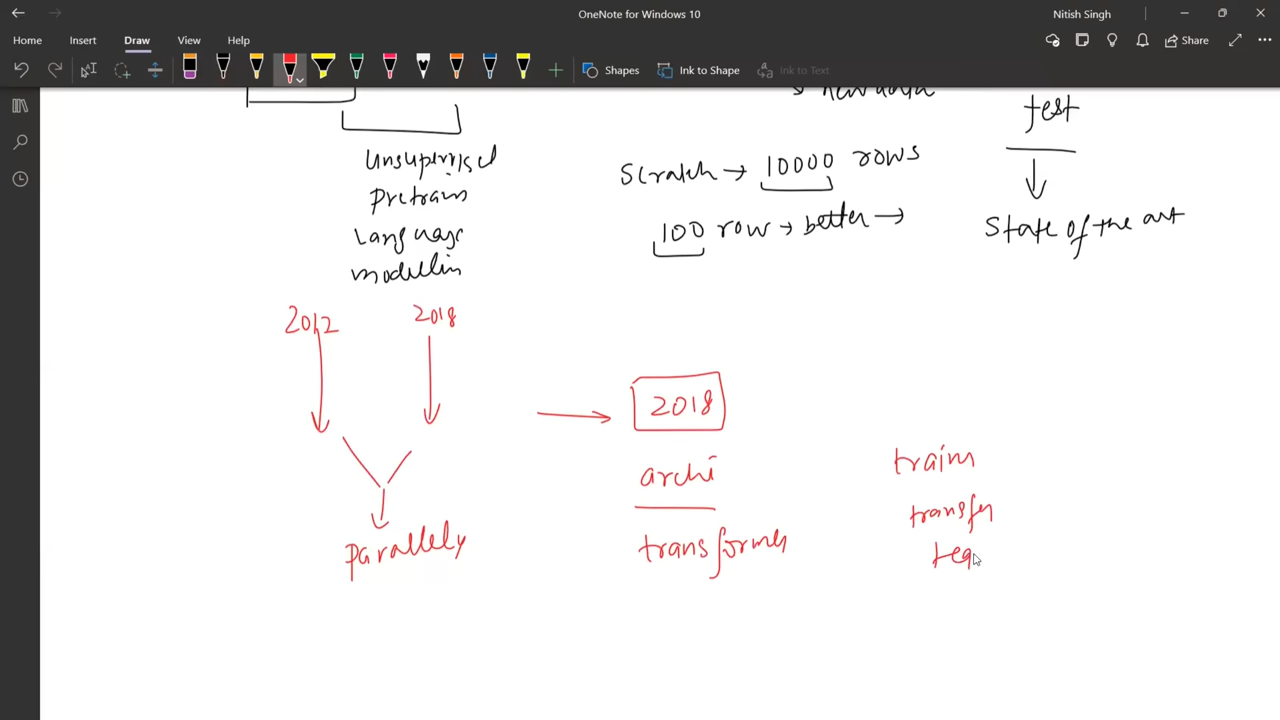 OneNote for Windows 10
Nitish Singh
Home
Insert
Draw
View
Help
Share
Shapes
Ink to Shape
Ink to Text
new data
test
Unsupervised
Pretrain
Language
modelling
Scratch → 10000 rows
100 row → better →
State of the art
2012
2018
→ 2018
archi
train
transformer
transfer
Parallely